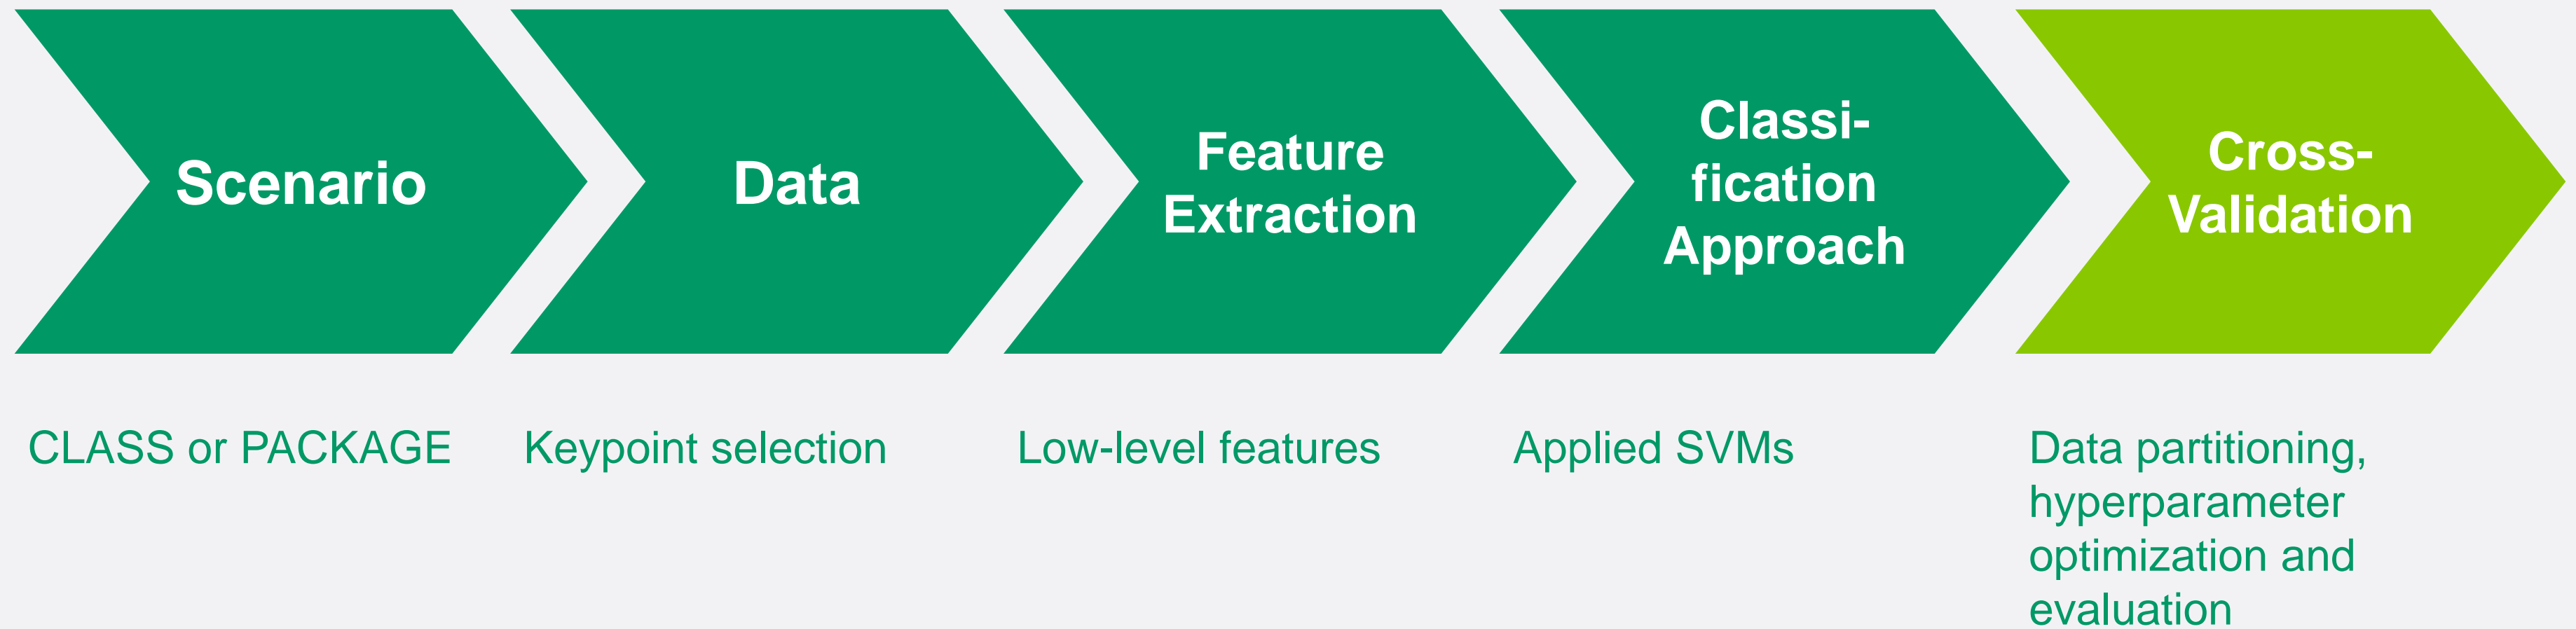 Scenario
Data
Feature
Extraction
Classi-
fication
Approach
Cross-
Validation
CLASS or PACKAGE
Keypoint selection
Low-level features
Applied SVMs
Data partitioning,
hyperparameter
optimization and
evaluation